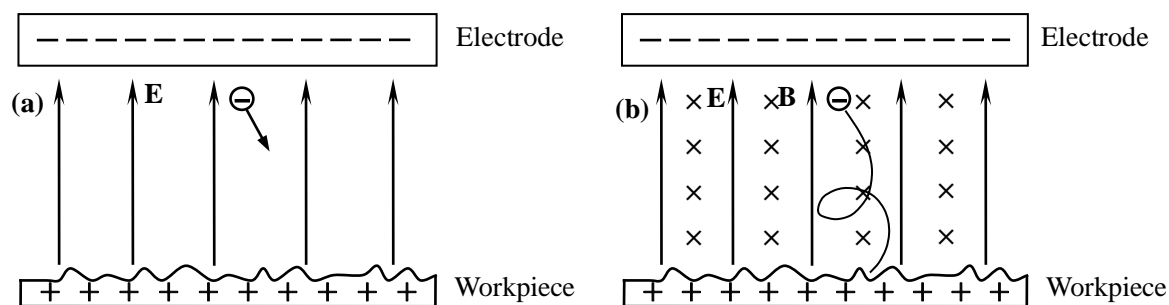 Electrode
(a)
E
Workpiece
+ + + + + + + + + +
Electrode
(b)
E
B
Workpiece
+ + + + + + + + + +